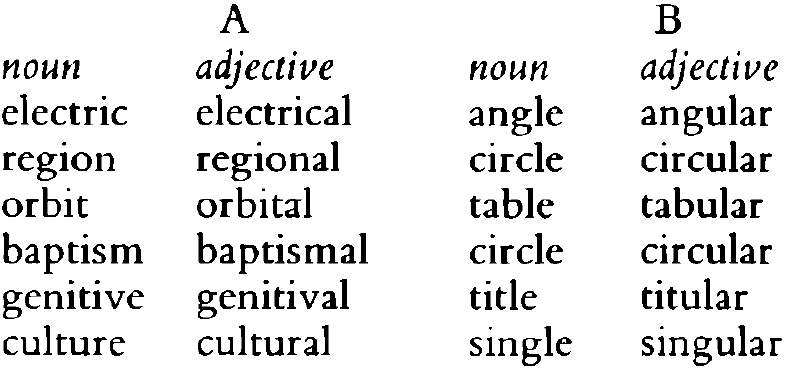 A B
noun adjective noun adjective
electric electrical angle angular
region regional circle circular
orbit orbital table tabular
baptism baptismal circle circular
genitive genitival title titular
culture cultural single singular